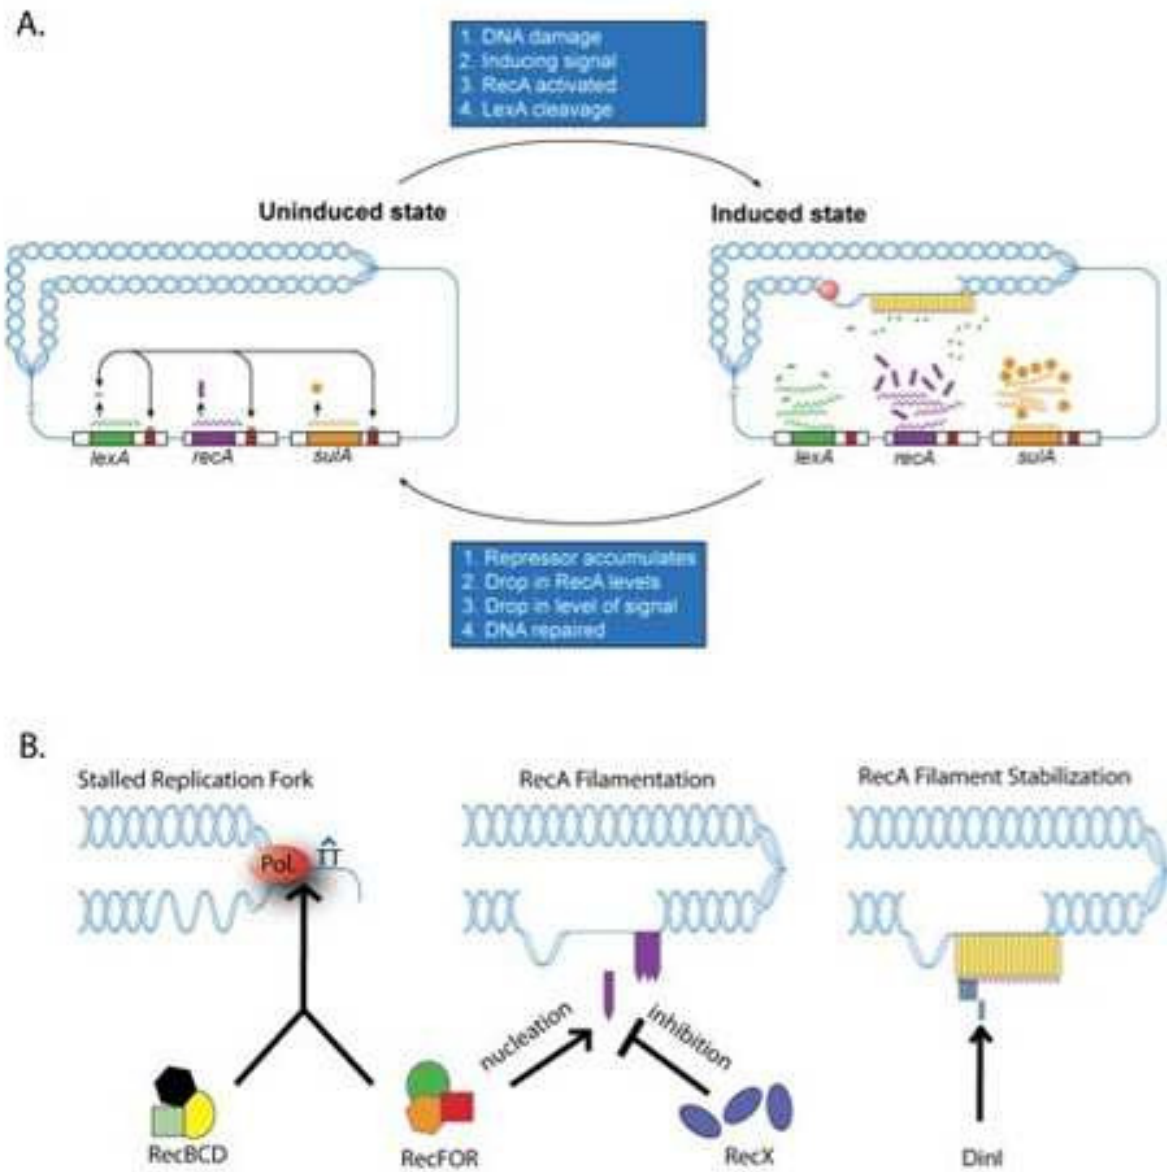 A.
1. DNA damage
2. Inducing signal
3. RecA activated
4. LexA cleavage
Uninduced state
Induced state
lexA recA sulA
lexA recA sulA
1. Repressor accumulates
2. Drop in RecA levels
3. Drop in level of signal
4. DNA repaired
B.
Stalled Replication Fork
RecA Filamentation
RecA Filament Stabilization
Pol.
TT
nucleation
inhibition
RecBCD
RecFOR
RecX
DinI